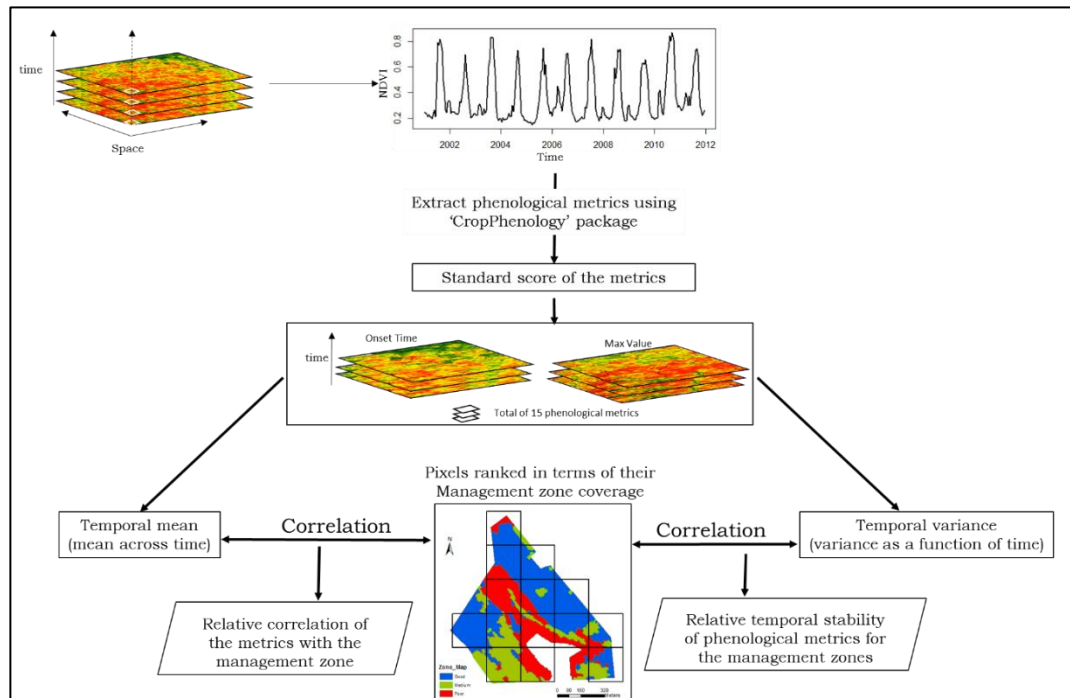 time
Space
NDVI
0.8
0.6
0.4
0.2
2002 2004 2006 2008 2010 2012
Time
Extract phenological metrics using
‘CropPhenology’ package
Standard score of the metrics
time
Onset Time
Max Value
Total of 15 phenological metrics
Pixels ranked in terms of their
Management zone coverage
Temporal mean
(mean across time)
Correlation
N
Correlation
Temporal variance
(variance as a function of time)
Relative correlation of
the metrics with the
management zone
Relative temporal stability
of phenological metrics for
the management zones
Zone_Map
Good
Medium
Poor
0 80 160 320
Meters